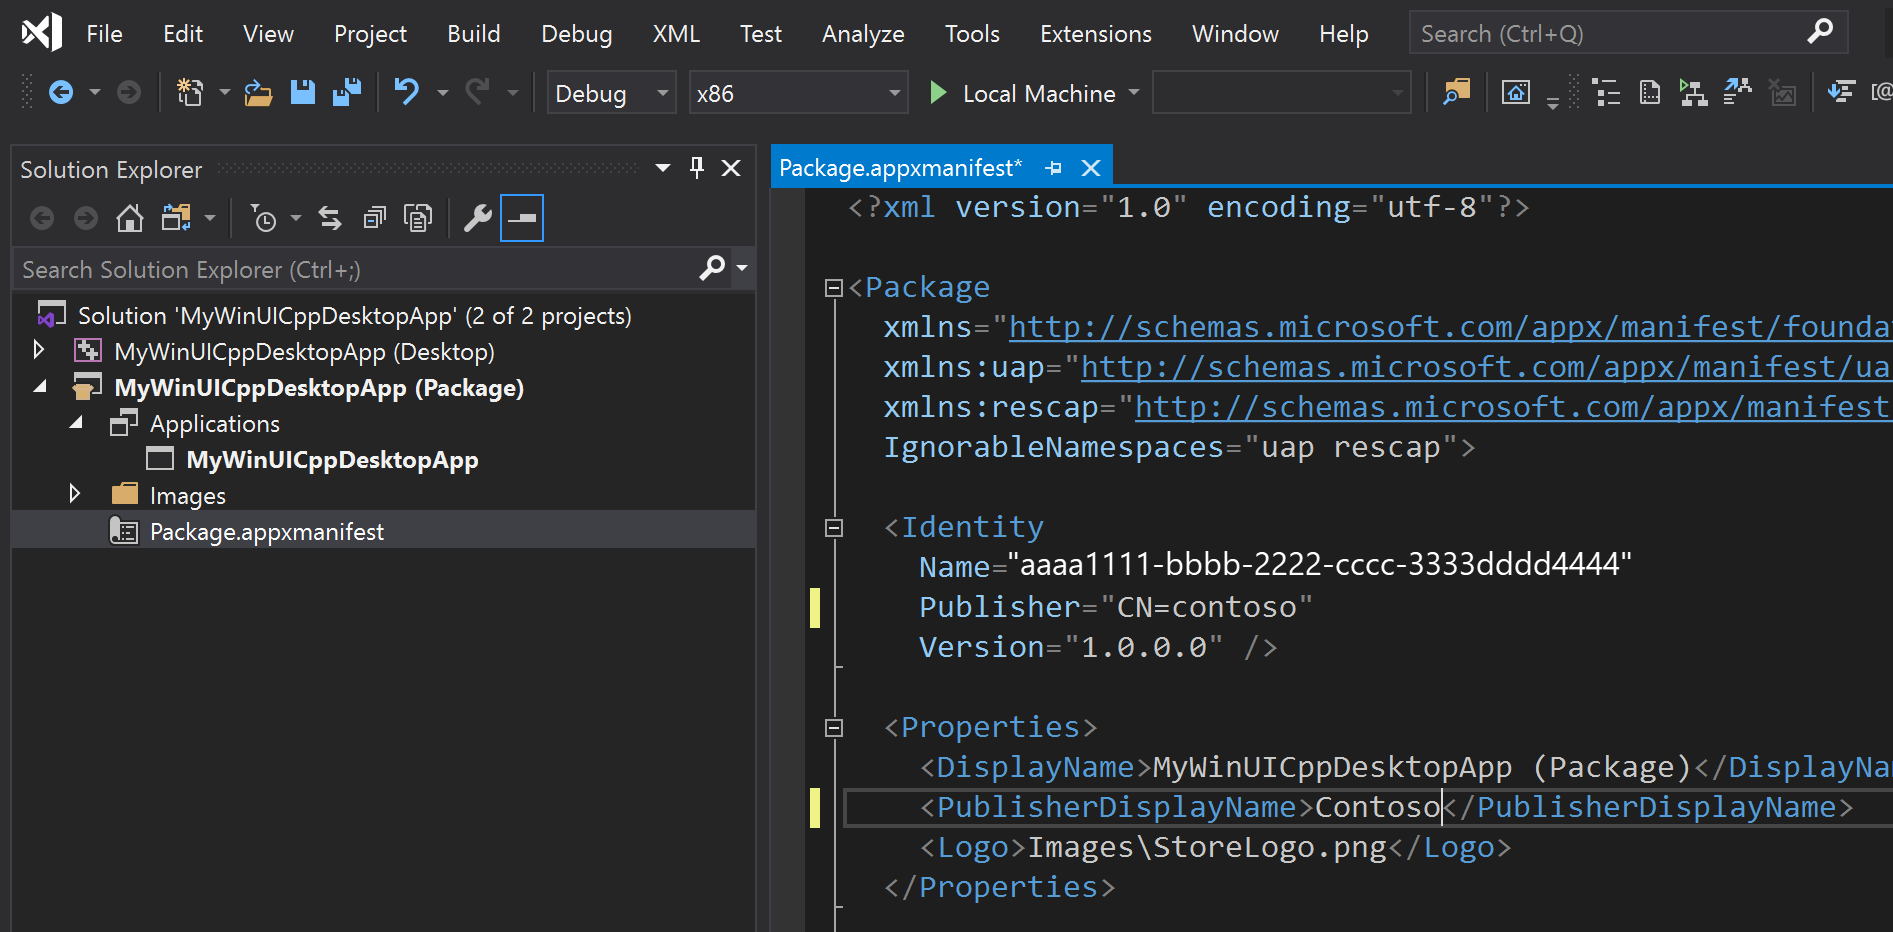 File Edit View Project Build Debug XML Test Analyze Tools Extensions Window Help Search (Ctrl+Q)
Debug x86 Local Machine
Solution Explorer
Search Solution Explorer (Ctrl+;)
Solution 'MyWinUICppDesktopApp' (2 of 2 projects)
MyWinUICppDesktopApp (Desktop)
MyWinUICppDesktopApp (Package)
Applications
MyWinUICppDesktopApp
Images
Package.appxmanifest
Package.appxmanifest*
<?xml version="1.0" encoding="utf-8"?>
<Package
xmlns="http://schemas.microsoft.com/appx/manifest/founda
xmlns:uap="http://schemas.microsoft.com/appx/manifest/ua
xmlns:rescap="http://schemas.microsoft.com/appx/manifest
IgnorableNamespaces="uap rescap">
<Identity
Name="aaaa1111-bbbb-2222-cccc-3333dddd4444"
Publisher="CN=contoso"
Version="1.0.0.0" />
<Properties>
<DisplayName>MyWinUICppDesktopApp (Package)</DisplayNa
<PublisherDisplayName>Contoso</PublisherDisplayName>
<Logo>Images\StoreLogo.png</Logo>
</Properties>